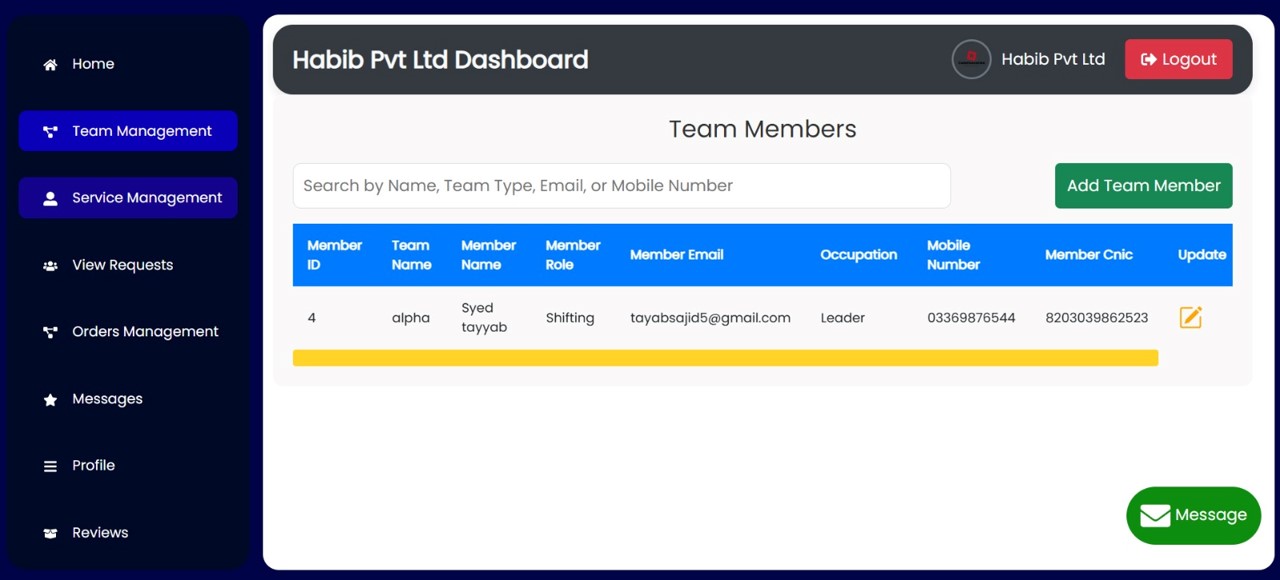 Home
Team Management
Service Management
View Requests
Orders Management
Messages
Profile
Reviews
Habib Pvt Ltd Dashboard
Habib Pvt Ltd
Logout
Team Members
Search by Name, Team Type, Email, or Mobile Number
Add Team Member
Member ID
Team Name
Member Name
Member Role
Member Email
Occupation
Mobile Number
Member Cnic
Update
4
alpha
Syed tayyab
Shifting
tayabsajid5@gmail.com
Leader
03369876544
8203039862523
Message